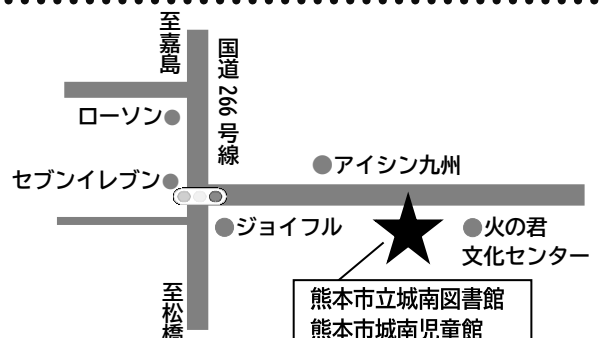 至嘉島
国道266号線
ローソン
アイシン九州
セブンイレブン
ジョイフル
火の君
文化センター
至松橋
熊本市立城南図書館
熊本市城南児童館